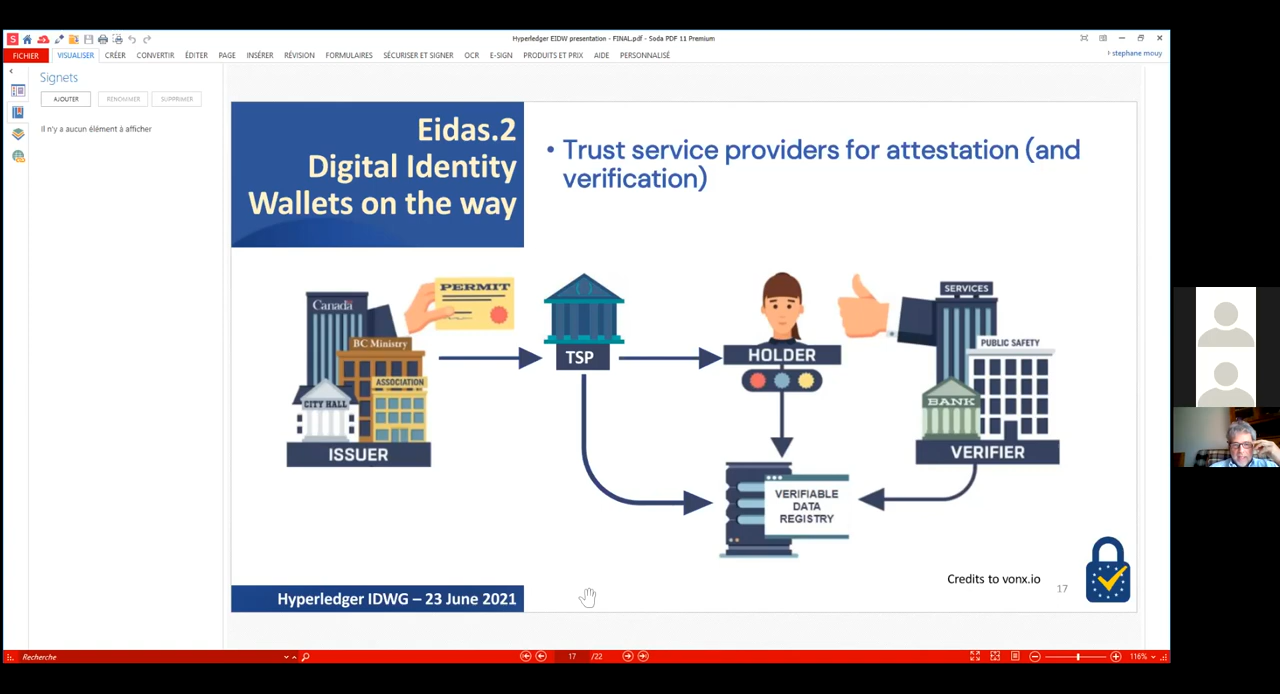 Hyperledger EIDW presentation - FINAL.pdf - Soda PDF 11 Premium
FICHIER VISUALISER CRÉER CONVERTIR ÉDITER PAGE INSÉRER RÉVISION FORMULAIRES SÉCURISER ET SIGNER OCR E-SIGN PRODUITS ET PRIX AIDE PERSONNALISÉ stephane mouy
Signets
AJOUTER RENOMMER SUPPRIMER
Il n'y a aucun élément à afficher
Eidas.2
Digital Identity
Wallets on the way
• Trust service providers for attestation (and
verification)
Canada
PERMIT
BC Ministry
ASSOCIATION
CITY HALL
ISSUER
TSP
HOLDER
SERVICES
PUBLIC SAFETY
BANK
VERIFIER
VERIFIABLE
DATA
REGISTRY
Credits to vonx.io
17
Hyperledger IDWG – 23 June 2021
Recherche 17 /22 116%